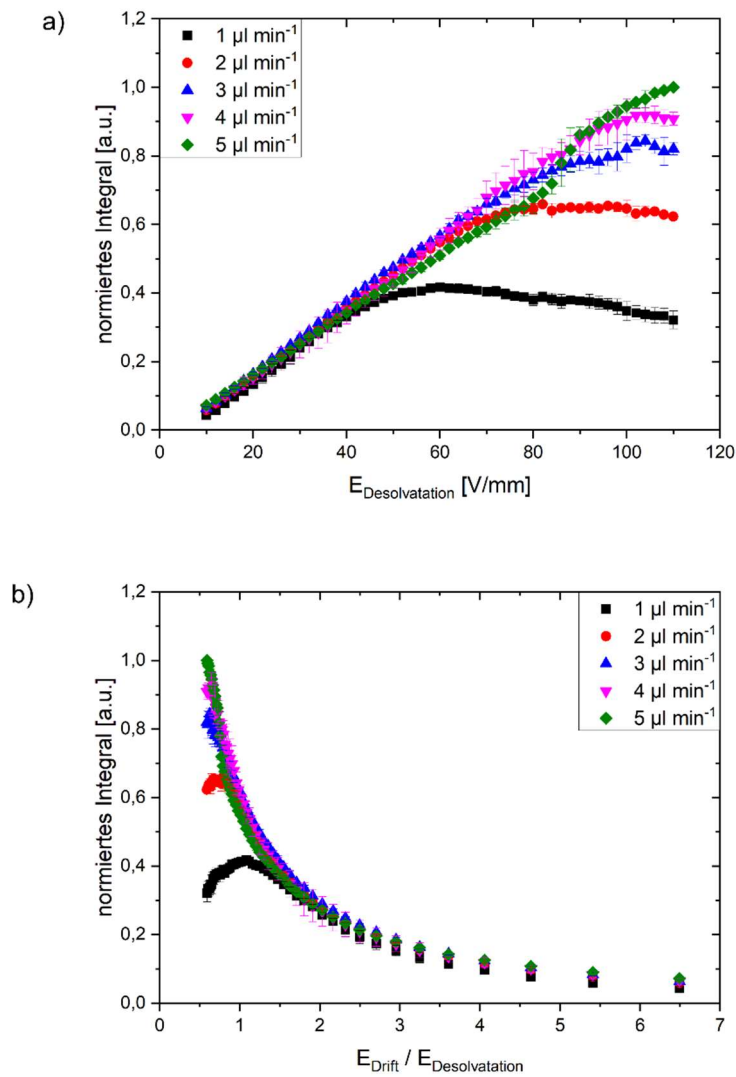 a)
1,2
1,0
0,8
0,6
0,4
0,2
0,0
normiertes Integral [a.u.]
1 µl min⁻¹
2 µl min⁻¹
3 µl min⁻¹
4 µl min⁻¹
5 µl min⁻¹
0 20 40 60 80 100 120
E_Desolvatation [V/mm]
b)
1,2
1,0
0,8
0,6
0,4
0,2
0,0
normiertes Integral [a.u.]
1 µl min⁻¹
2 µl min⁻¹
3 µl min⁻¹
4 µl min⁻¹
5 µl min⁻¹
0 1 2 3 4 5 6 7
E_Drift / E_Desolvatation